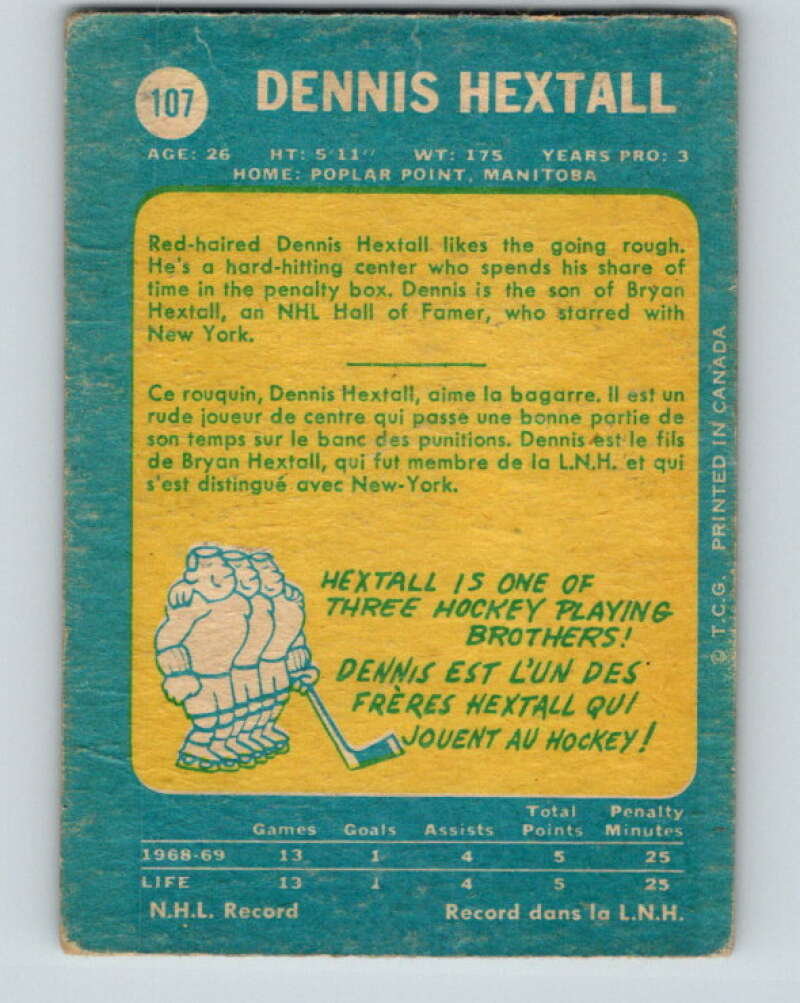 107 DENNIS HEXTALL
AGE: 26 HT: 5'11" WT: 175 YEARS PRO: 3
HOME: POPLAR POINT, MANITOBA
Red-haired Dennis Hextall likes the going rough.
He's a hard-hitting center who spends his share of
time in the penalty box. Dennis is the son of Bryan
Hextall, an NHL Hall of Famer, who starred with
New York.
Ce rouquin, Dennis Hextall, aime la bagarre. Il est un
rude joueur de centre qui passe une bonne partie de
son temps sur le banc des punitions. Dennis est le fils
de Bryan Hextall, qui fut membre de la L.N.H. et qui
s'est distingué avec New-York.
HEXTALL IS ONE OF
THREE HOCKEY PLAYING
BROTHERS!
DENNIS EST L'UN DES
FRÈRES HEXTALL QUI
JOUENT AU HOCKEY!
© T.C.G. PRINTED IN CANADA
Total Penalty
Games Goals Assists Points Minutes
1968-69 13 1 4 5 25
LIFE 13 1 4 5 25
N.H.L. Record Record dans la L.N.H.